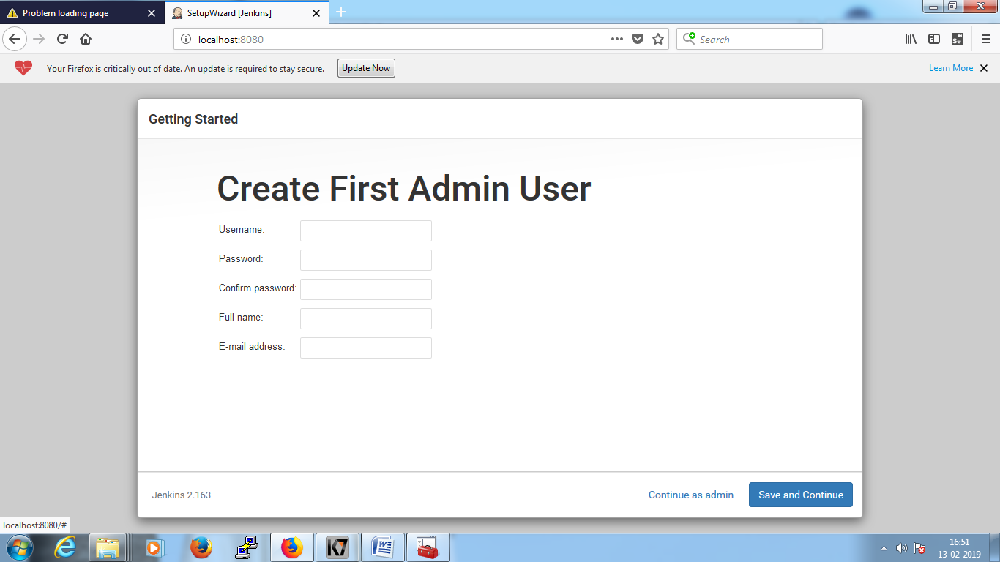 Problem loading page
SetupWizard [Jenkins]
localhost:8080
Search
Se
Your Firefox is critically out of date. An update is required to stay secure.
Update Now
Learn More
Getting Started
Create First Admin User
Username:
Password:
Confirm password:
Full name:
E-mail address:
Jenkins 2.163
Continue as admin
Save and Continue
localhost:8080/#
K7
W
16:51
13-02-2019